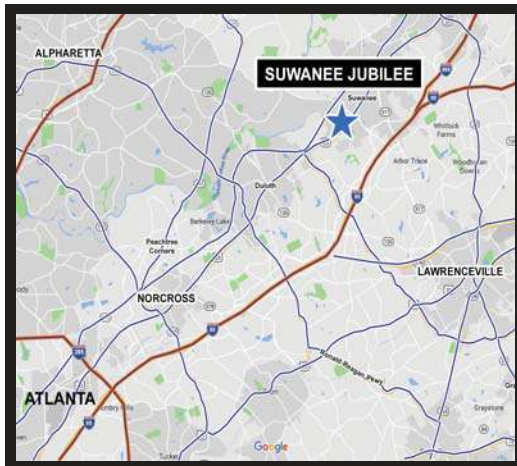 ALPHARETTA
SUWANEE JUBILEE
Suwanee
Whitlock
Farms
Arbor Trace
Duluth
Berkeley Lake
Peachtree
Corners
LAWRENCEVILLE
NORCROSS
Ronald Reagan Pkwy.
ATLANTA
Grayson
Tucker
Google